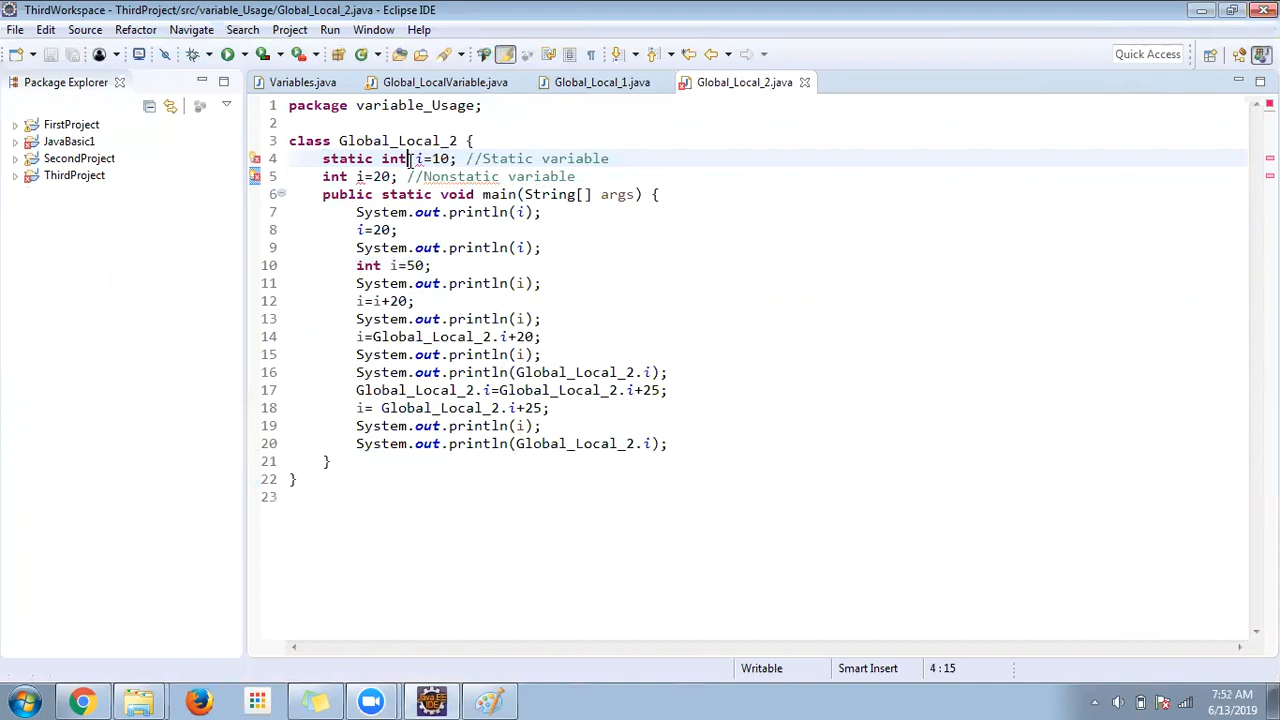 ThirdWorkspace - ThirdProject/src/variable_Usage/Global_Local_2.java - Eclipse IDE
File Edit Source Refactor Navigate Search Project Run Window Help
Quick Access
Package Explorer
Variables.java Global_LocalVariable.java Global_Local_1.java Global_Local_2.java
FirstProject
JavaBasic1
SecondProject
ThirdProject
1 package variable_Usage;
2
3 class Global_Local_2 {
4 static int i=10; //Static variable
5 int i=20; //Nonstatic variable
6 public static void main(String[] args) {
7 System.out.println(i);
8 i=20;
9 System.out.println(i);
10 int i=50;
11 System.out.println(i);
12 i=i+20;
13 System.out.println(i);
14 i=Global_Local_2.i+20;
15 System.out.println(i);
16 System.out.println(Global_Local_2.i);
17 Global_Local_2.i=Global_Local_2.i+25;
18 i= Global_Local_2.i+25;
19 System.out.println(i);
20 System.out.println(Global_Local_2.i);
21 }
22 }
23
Writable Smart Insert 4 : 15
Java EE
IDE
7:52 AM
6/13/2019